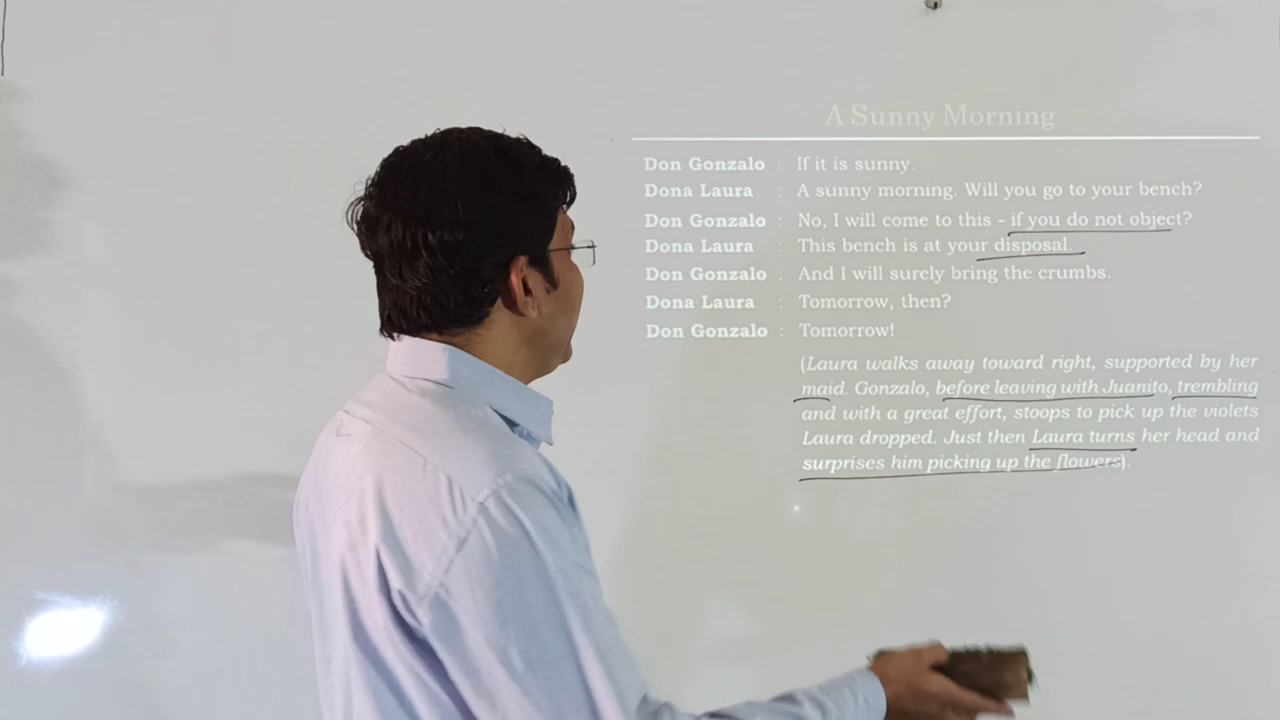 A Sunny Morning
Don Gonzalo : If it is sunny.
Dona Laura : A sunny morning. Will you go to your bench?
Don Gonzalo : No, I will come to this - if you do not object?
Dona Laura : This bench is at your disposal.
Don Gonzalo : And I will surely bring the crumbs.
Dona Laura : Tomorrow, then?
Don Gonzalo : Tomorrow!
(Laura walks away toward right, supported by her
maid. Gonzalo, before leaving with Juanito, trembling
and with a great effort, stoops to pick up the violets
Laura dropped. Just then Laura turns her head and
surprises him picking up the flowers).